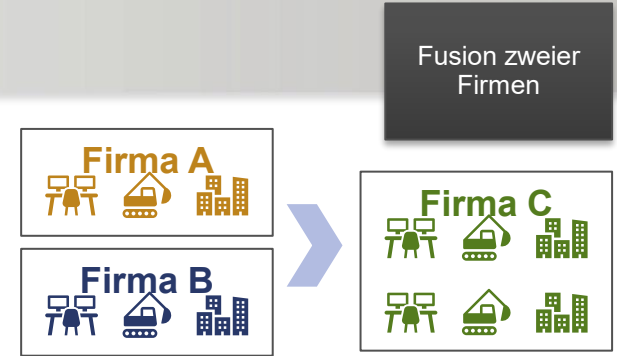 Fusion zweier
Firmen
Firma A
Firma B
Firma C